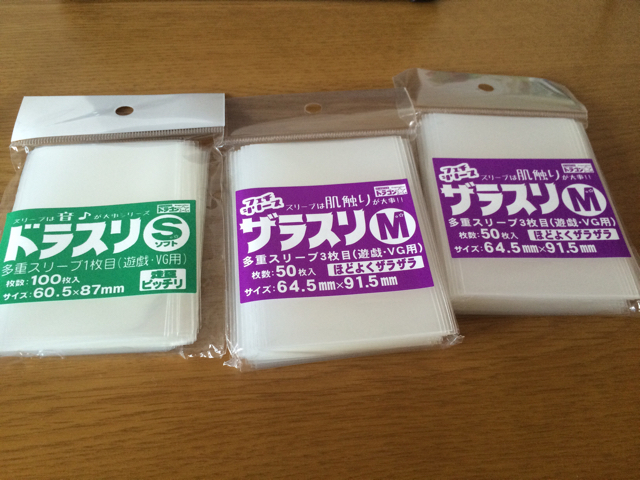 スリーブは音♪が大事シリーズ
ドラスリ
S
ソフト
多重スリーブ1枚目(遊戯・VG用)
枚数:100枚入
サイズ:60.5×87mm
ピッチリ
スリーブは肌触りが大事!!
ザラスリ
M
多重スリーブ3枚目(遊戯・VG用)
枚数:50枚入
ほどよくザラザラ
サイズ:64.5mm×91.5mm
スリーブは肌触りが大事!!
ザラスリ
M
多重スリーブ3枚目(遊戯・VG用)
枚数:50枚入
ほどよくザラザラ
サイズ:64.5mm×91.5mm